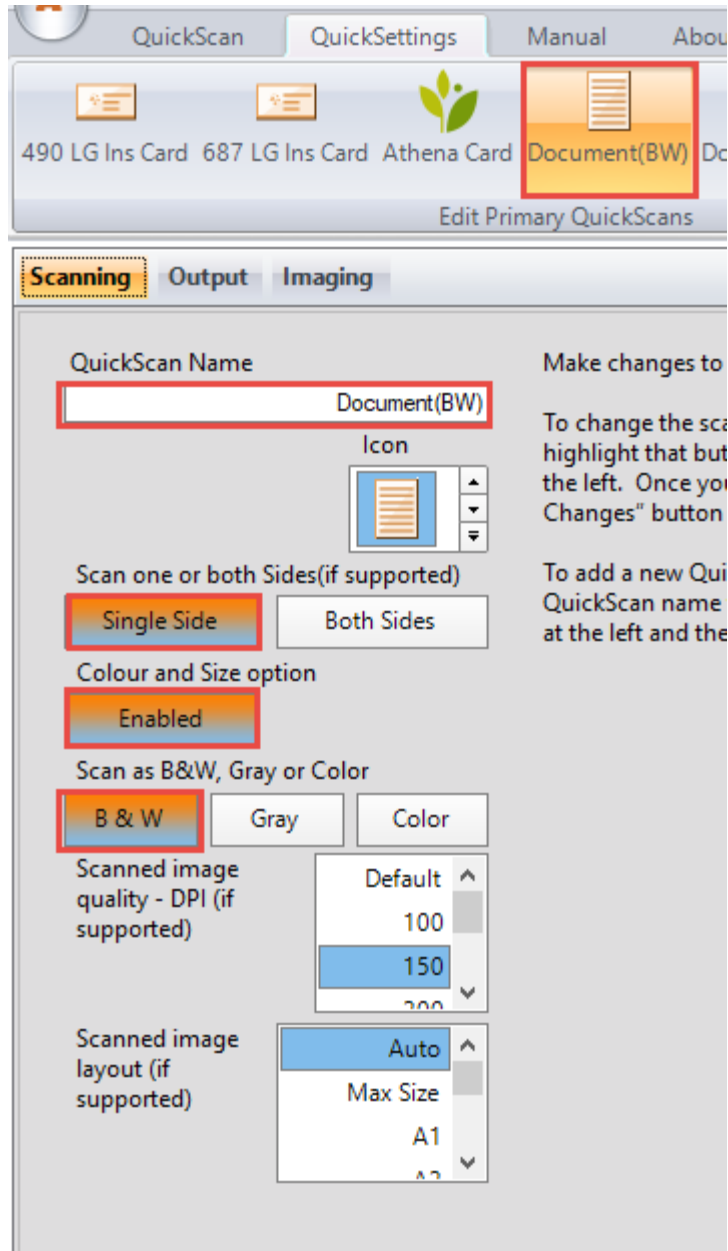 QuickScan QuickSettings Manual Abou
490 LG Ins Card 687 LG Ins Card Athena Card Document(BW) Do
Edit Primary QuickScans
Scanning Output Imaging
QuickScan Name
Document(BW)
Icon
Scan one or both Sides(if supported)
Single Side Both Sides
Colour and Size option
Enabled
Scan as B&W, Gray or Color
B & W Gray Color
Scanned image
quality - DPI (if
supported)
Default
100
150
200
Scanned image
layout (if
supported)
Auto
Max Size
A1
A2
Make changes to
To change the sca
highlight that but
the left. Once you
Changes" button
To add a new Qui
QuickScan name
at the left and the